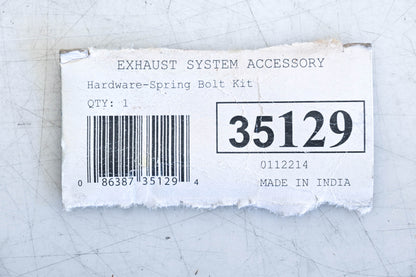 EXHAUST SYSTEM ACCESSORY
Hardware-Spring Bolt Kit
QTY: 1
35129
0 86387 35129 4
0112214
MADE IN INDIA